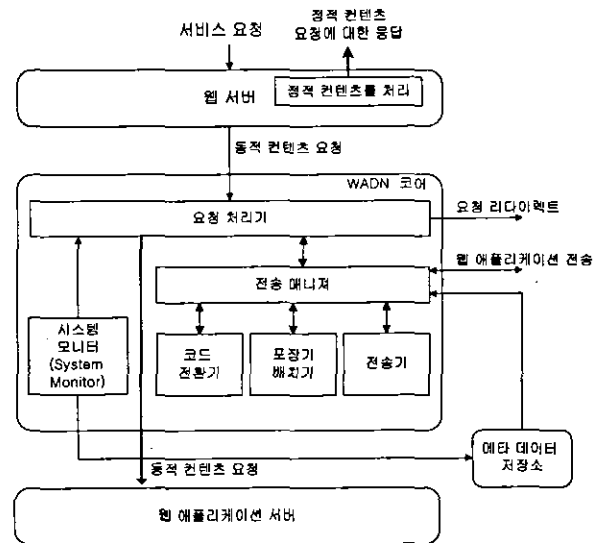 서비스 요청
정적 컨텐츠
요청에 대한 응답
웹 서버
정적 컨텐츠를 처리
동적 컨텐츠 요청
WADN 코어
요청 처리기
요청 리다이렉트
웹 애플리케이션 전송
전송 매니져
시스템
모니터
(System
Monitor)
코드
전환기
포장기
배치기
전송기
메타 데이터
저장소
동적 컨텐츠 요청
웹 애플리케이션 서버